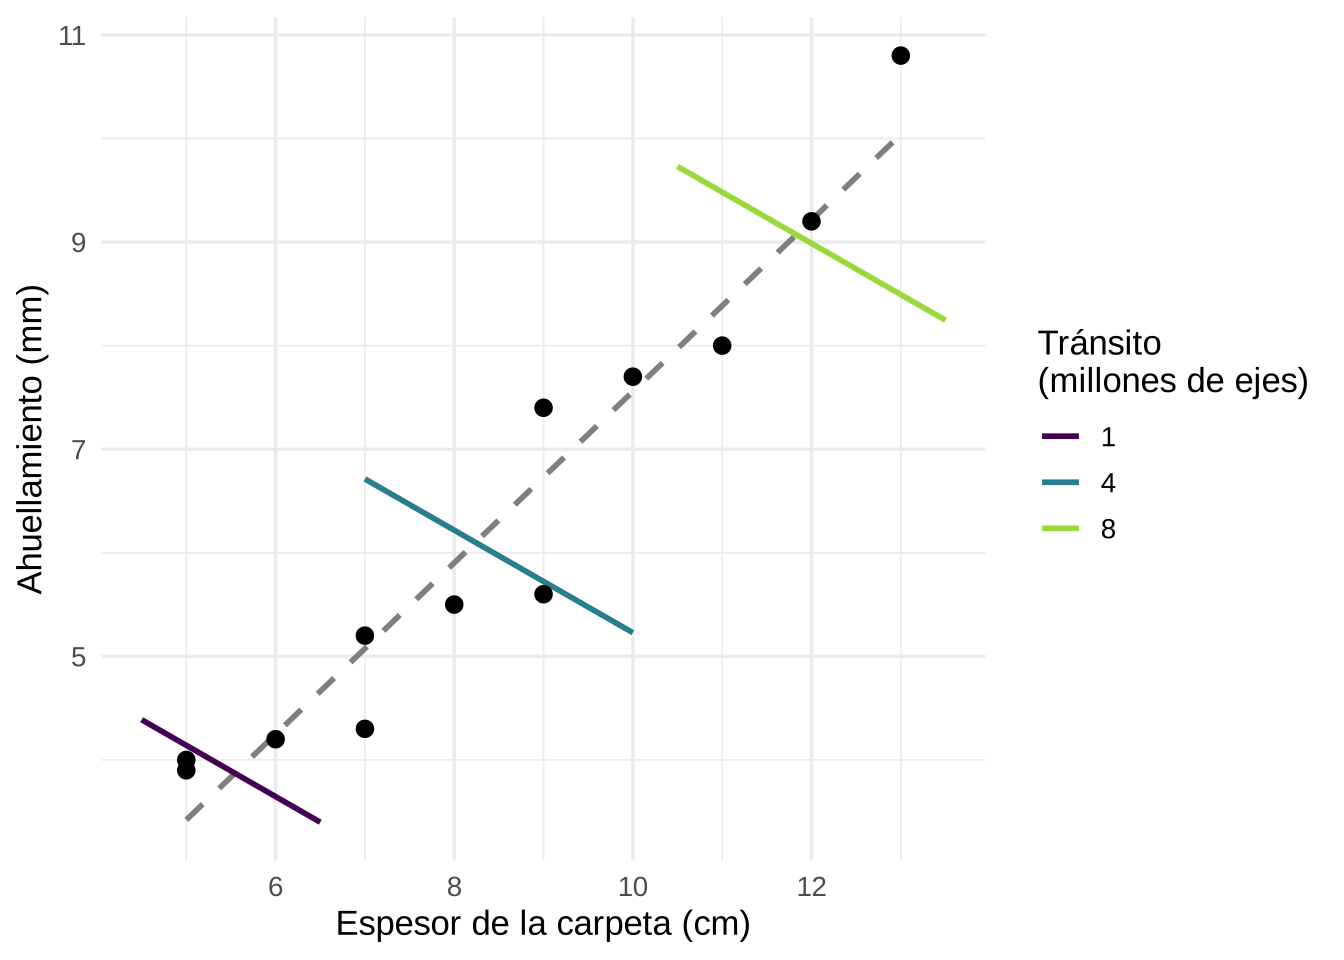 11
9
7
5
6 8 10 12
Ahuellamiento (mm)
Espesor de la carpeta (cm)
Tránsito
(millones de ejes)
1
4
8